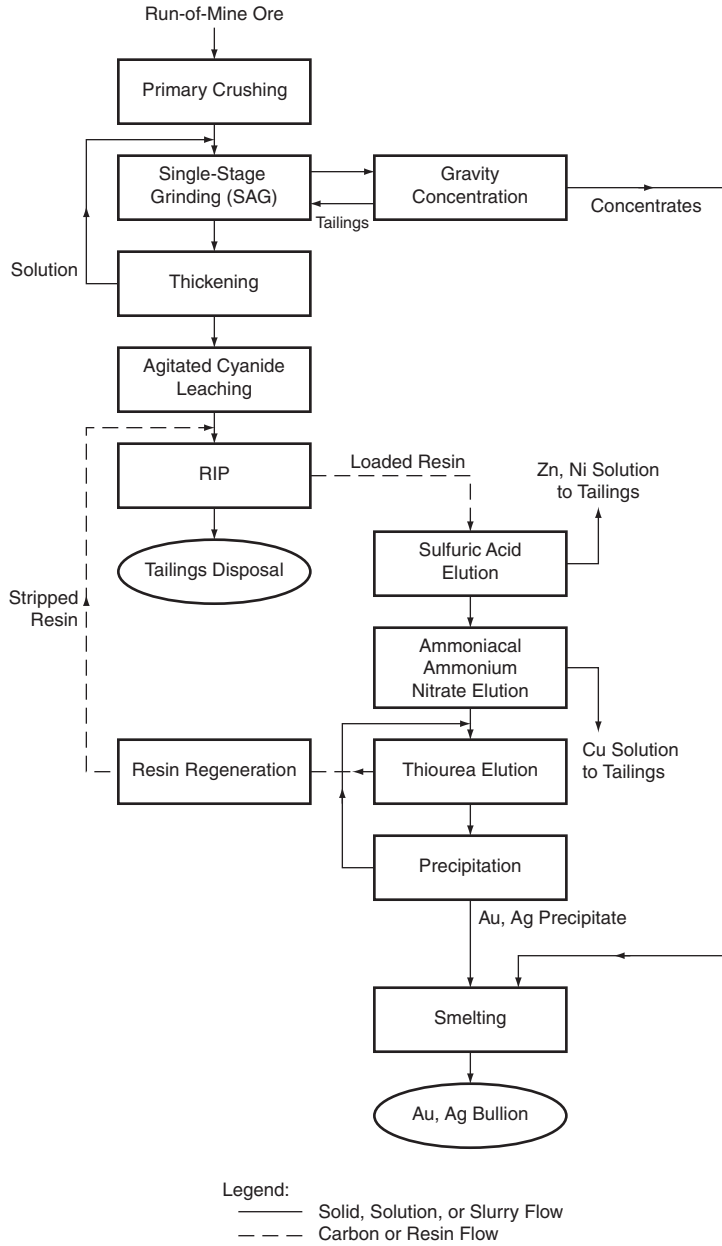 Run-of-Mine Ore
Primary Crushing
Single-Stage
Grinding (SAG)
Gravity
Concentration
Tailings
Concentrates
Solution
Thickening
Agitated Cyanide
Leaching
RIP
Loaded Resin
Zn, Ni Solution
to Tailings
Sulfuric Acid
Elution
Tailings Disposal
Stripped
Resin
Ammoniacal
Ammonium
Nitrate Elution
Cu Solution
to Tailings
Resin Regeneration
Thiourea Elution
Precipitation
Au, Ag Precipitate
Smelting
Au, Ag Bullion
Legend:
Solid, Solution, or Slurry Flow
Carbon or Resin Flow